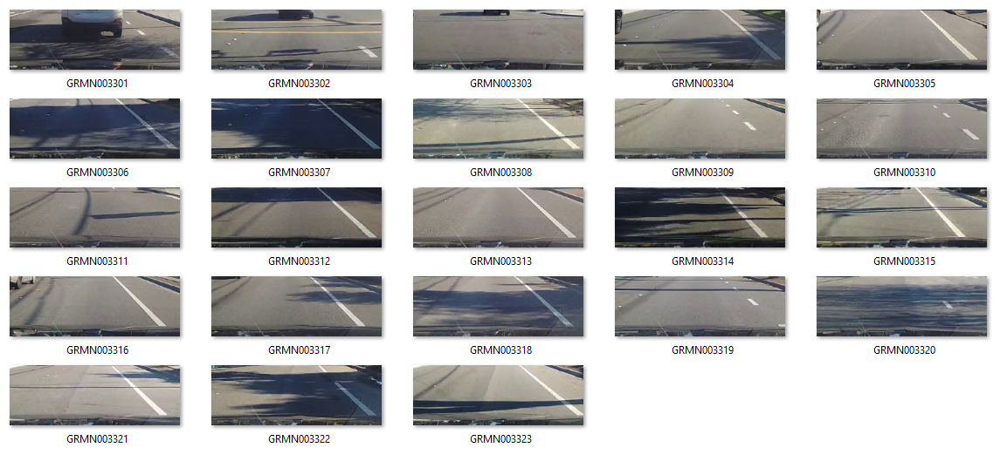 GRMN003301
GRMN003302
GRMN003303
GRMN003304
GRMN003305
GRMN003306
GRMN003307
GRMN003308
GRMN003309
GRMN003310
GRMN003311
GRMN003312
GRMN003313
GRMN003314
GRMN003315
GRMN003316
GRMN003317
GRMN003318
GRMN003319
GRMN003320
GRMN003321
GRMN003322
GRMN003323